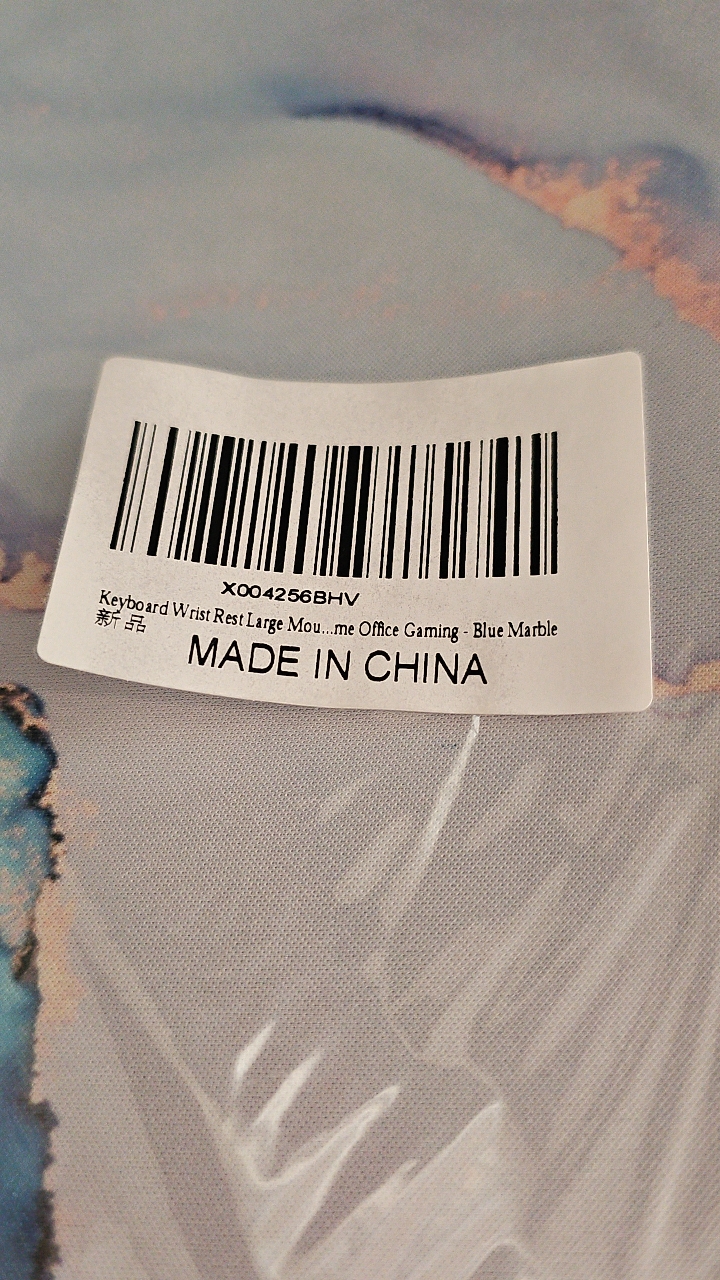 X004256BHV
Keyboard Wrist Rest Large Mou...me Office Gaming - Blue Marble
新品
MADE IN CHINA